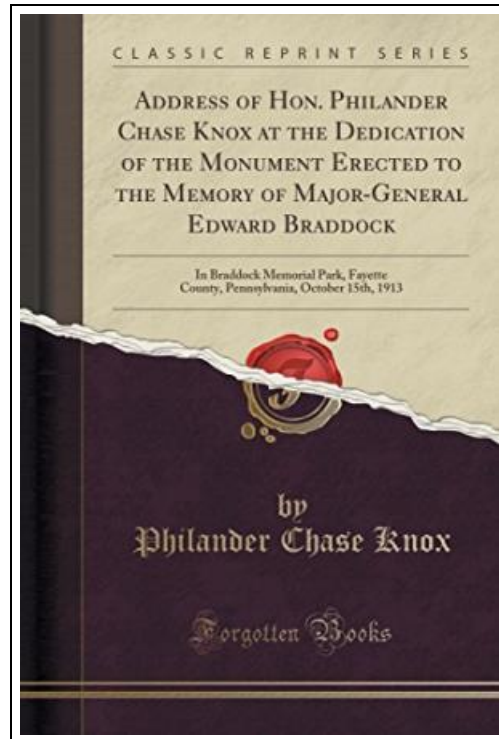 CLASSIC REPRINT SERIES
ADDRESS OF HON. PHILANDER
CHASE KNOX AT THE DEDICATION
OF THE MONUMENT ERECTED TO
THE MEMORY OF MAJOR-GENERAL
EDWARD BRADDOCK
In Braddock Memorial Park, Fayette
County, Pennsylvania, October 15th, 1913
by
Philander Chase Knox
Forgotten Books